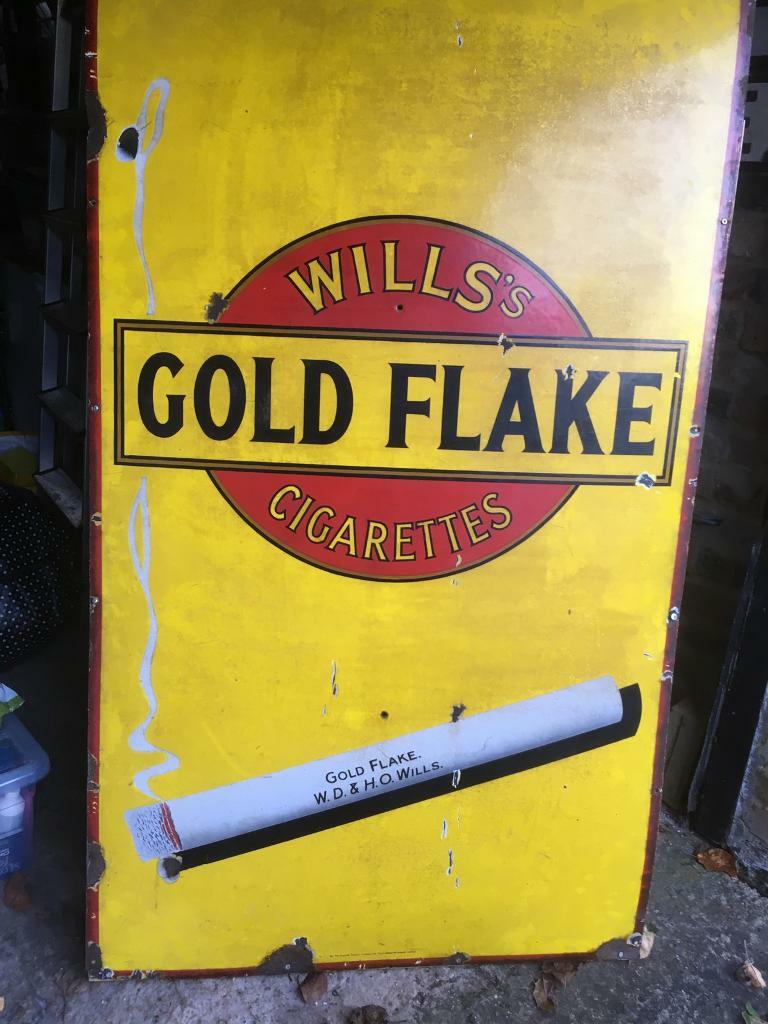 WILLS'S
GOLD FLAKE
CIGARETTES
GOLD FLAKE.
W.D. & H.O. WILLS.